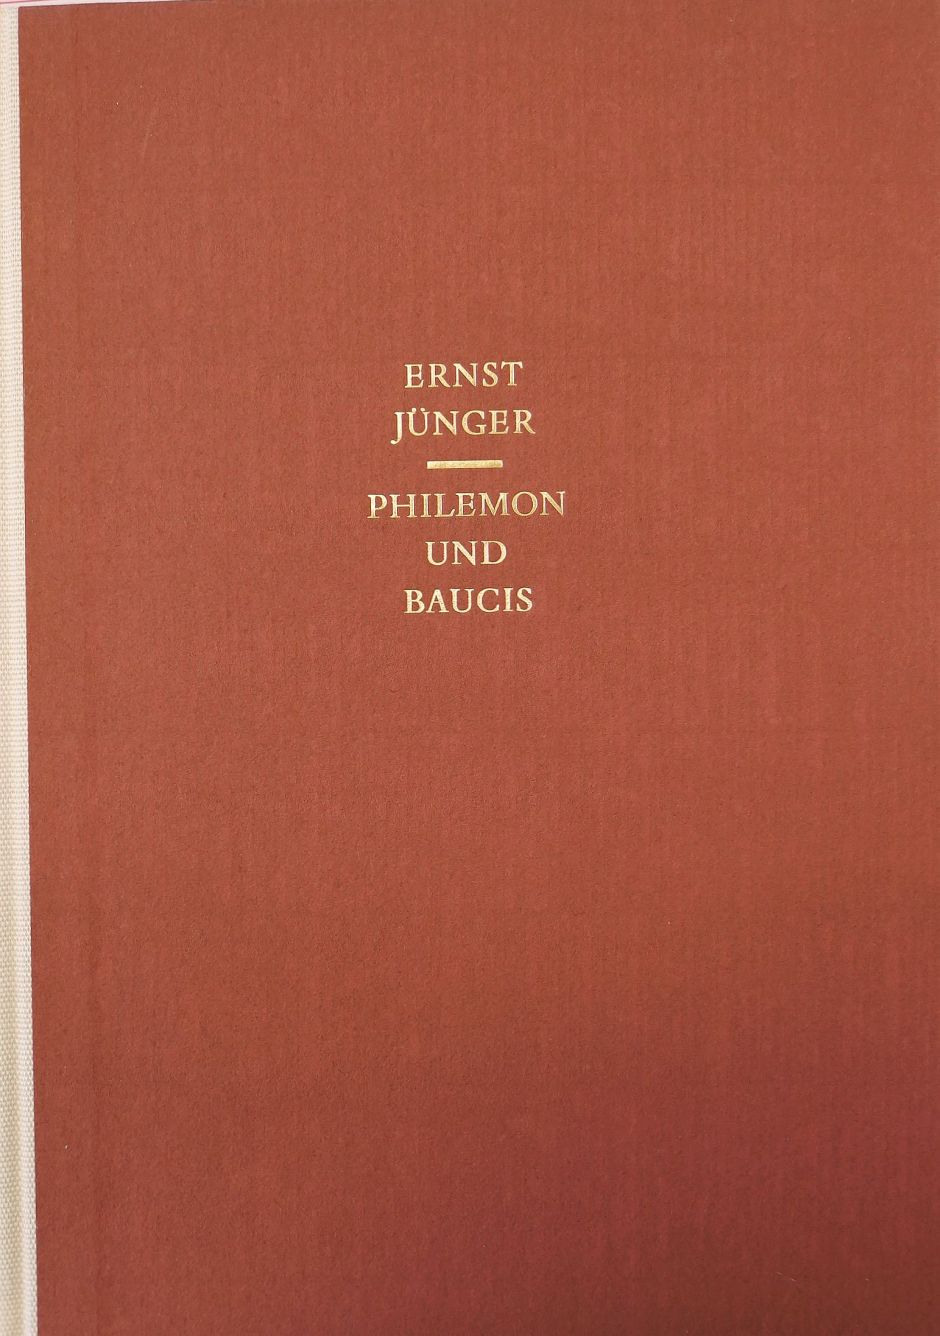 ERNST
JÜNGER
PHILEMON
UND
BAUCIS